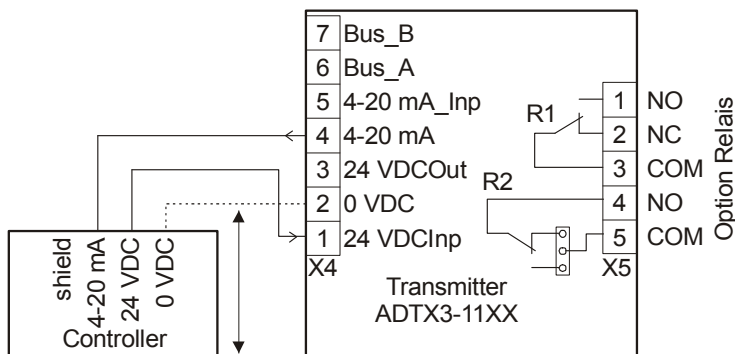 7 Bus_B
6 Bus_A
5 4-20 mA_Inp
4 4-20 mA
3 24 VDCOut
2 0 VDC
1 24 VDCInp
X4
R1
R2
1 NO
2 NC
3 COM
4 NO
5 COM
X5
Option Relais
Transmitter
ADTX3-11XX
shield
4-20 mA
24 VDC
0 VDC
Controller